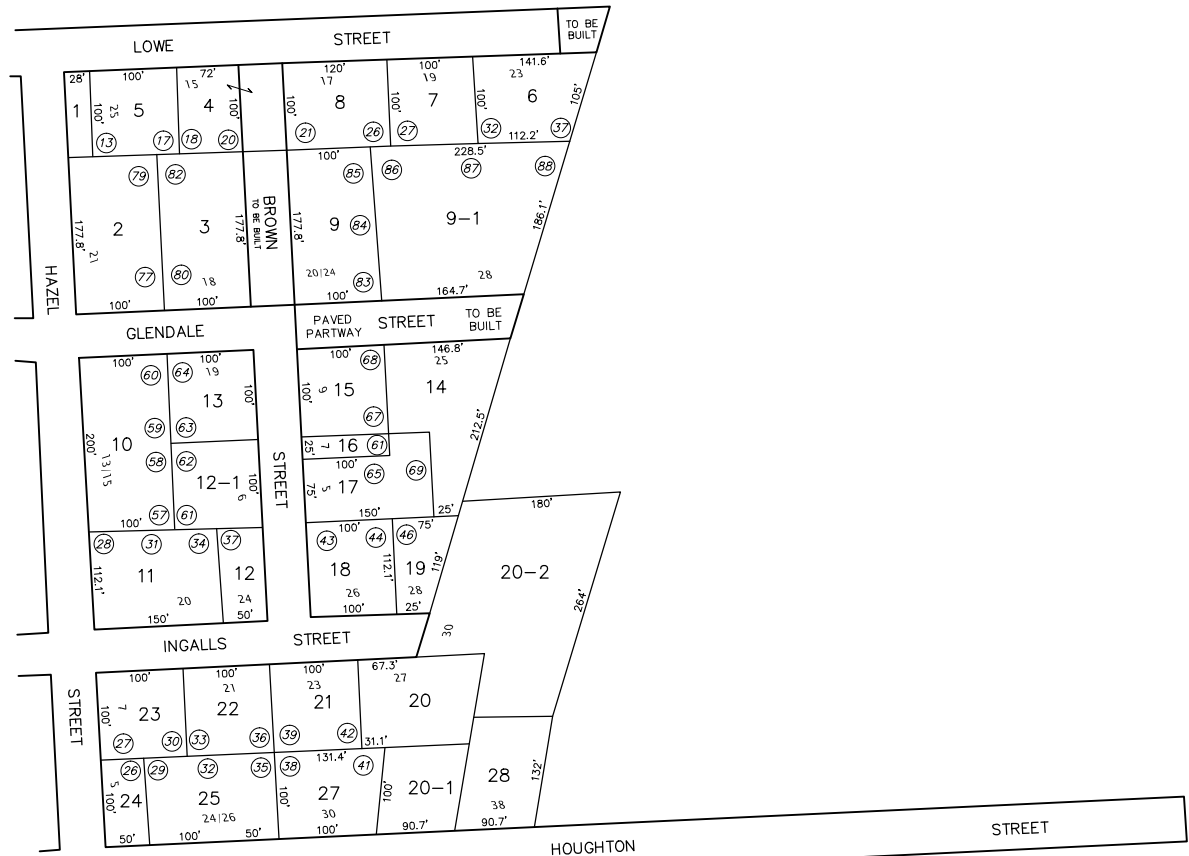 TO BE
BUILT
LOWE STREET
28' 100' 72' 120' 100' 141.6'
15 17 19 23
1 100' 25 5 4 100' 100' 8 100' 7 100' 6 105'
13 17 18 20 21 26 27 32 112.2' 37
79 82 100' 85 86 228.5' 87 88
177.8' 21 2 3 177.8' BROWN
TO BE BUILT
177.8' 9 84 9-1 186.1'
77 80 18 20/24 83 28
100' 100' 100' 164.7'
HAZEL
GLENDALE
PAVED
PARTWAY
STREET
TO BE
BUILT
100' 100' 100' 68 146.8'
60 64 19 25
13 100' 100' 9 15 14
59 63 67 212.5'
200' 10 13/15 25' 7 16 61
58 62 100' 65 69
12-1 100' 6 STREET 75' 5 17
100' 57 61 150' 25'
28 31 34 37 43 100' 44 46 75'
112.1' 11 12 18 112.1' 19 119'
20 24 26 28
150' 50' 100' 25'
180'
20-2
264'
30
INGALLS STREET
STREET
100' 100' 100' 67.3'
21 23 27
100' 7 23 22 21 20
27 30 33 36 39 42 31.1'
26 29 32 35 38 131.4' 41
5 100' 24 25 100' 27 100' 20-1 28 132'
24/26 30 38
50' 100' 50' 100' 90.7' 90.7'
HOUGHTON STREET